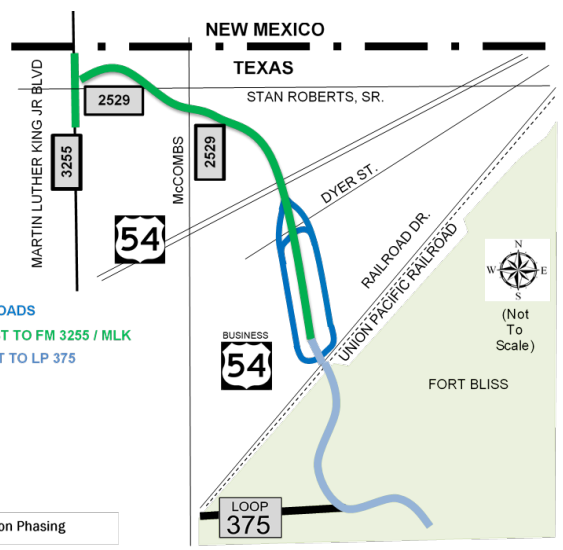 NEW MEXICO
TEXAS
STAN ROBERTS, SR.
MARTIN LUTHER KING JR BLVD
2529
3255
McCOMBS
2529
DYER ST.
54
RAILROAD DR.
UNION PACIFIC RAILROAD
N
W E
S
(Not
To
Scale)
OADS
T TO FM 3255 / MLK
T TO LP 375
BUSINESS
54
FORT BLISS
LOOP
375
on Phasing